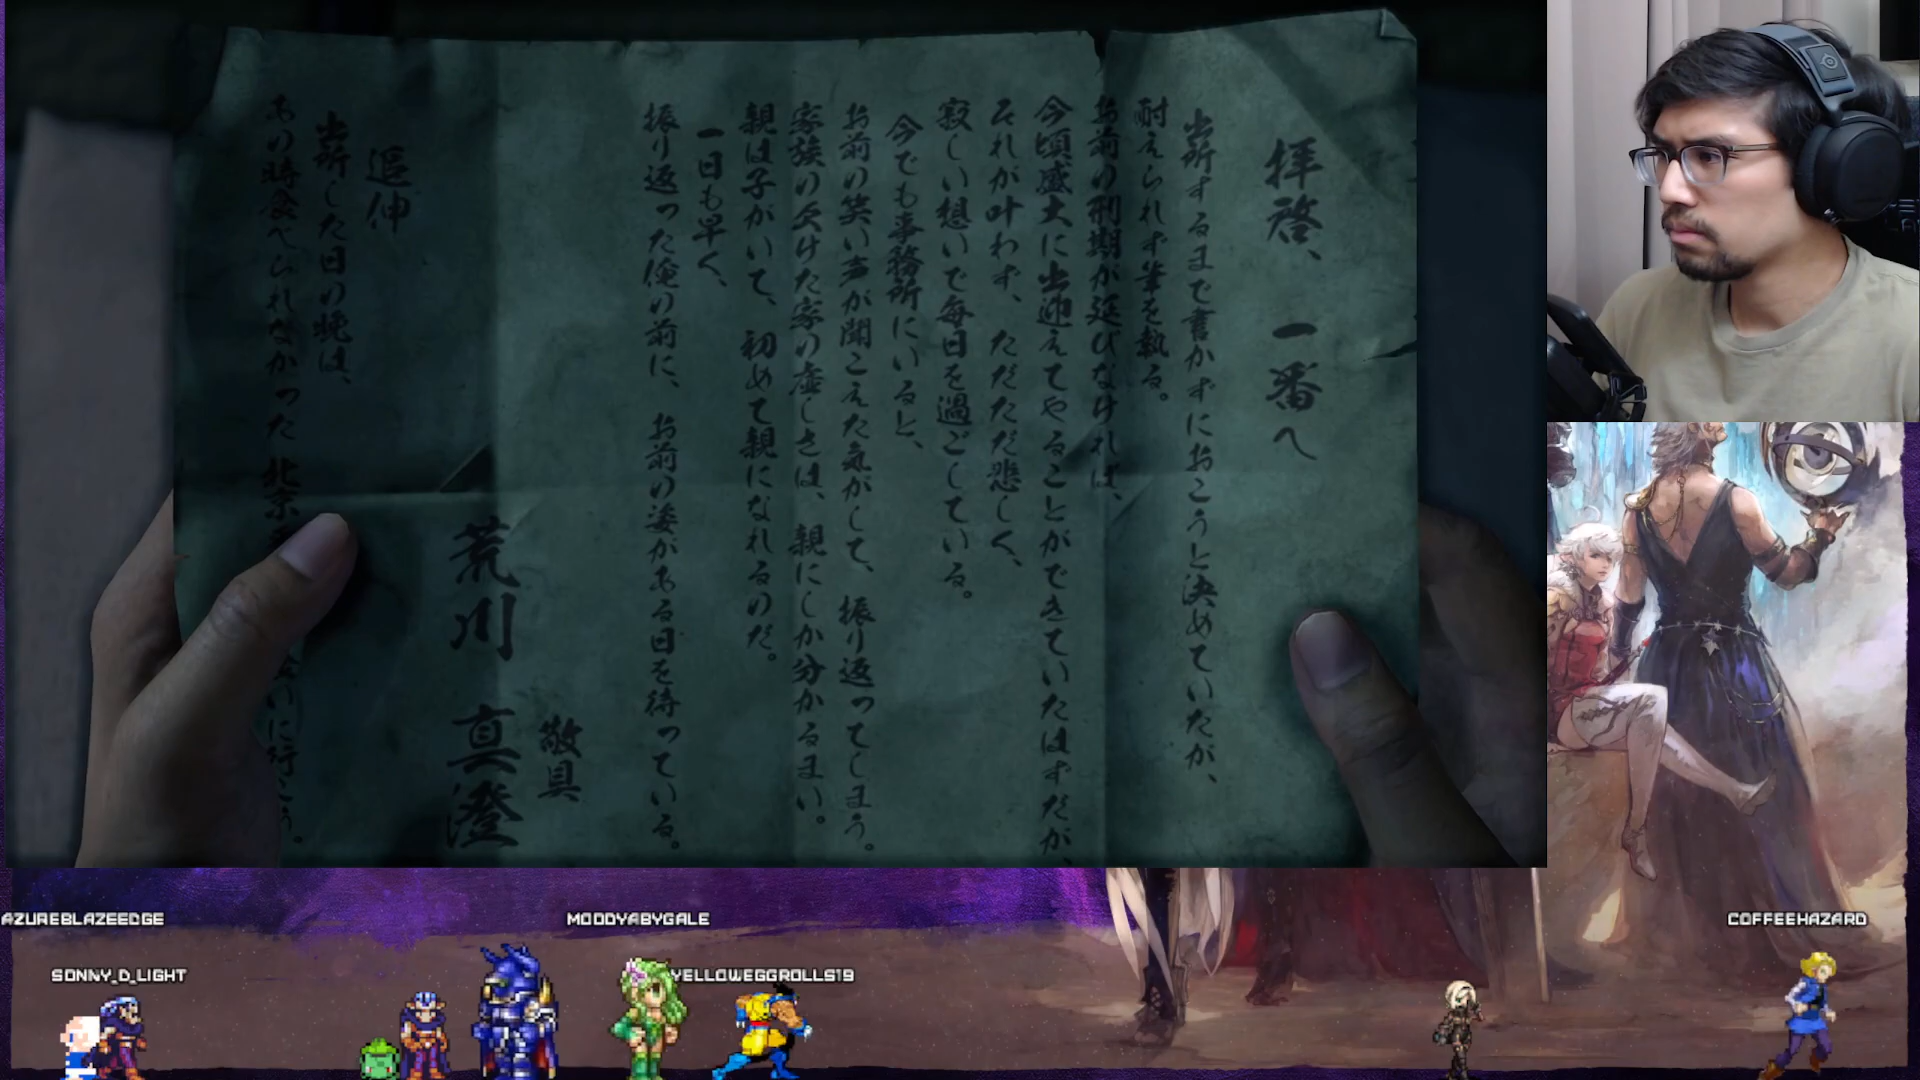 拝啓、一番へ
出所するまで書かずにおこうと決めていたが、
耐えられず筆を執る。
お前の刑期が延びなければ、
今頃盛大に出迎えてやることができていたはずだが、
それが叶わず、ただただ悲しく、
寂しい想いで毎日を過ごしている。
今でも事務所にいると、
お前の笑い声が聞こえた気がして、振り返ってしまう。
家族の欠けた家の虚しさは、親にしか分かるまい。
親は子がいて、初めて親になれるのだ。
一日も早く、
振り返った俺の前に、お前の姿がある日を待っている。
敬具
荒川 真澄
追伸
出所した日の晩は、
あの時食べられなかった北京 食いに行こう。
AZUREBLAZEEDGE
MODDYABYGALE
COFFEEHAZARD
SONNY_D_LIGHT
YELLOWEGGROLLS19